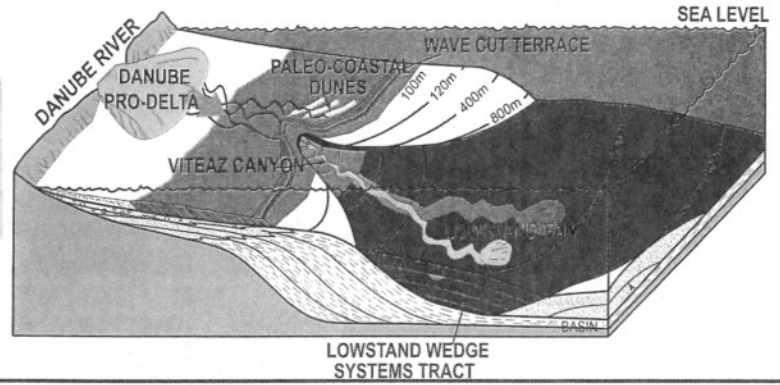 SEA LEVEL
DANUBE RIVER
WAVE CUT TERRACE
DANUBE
PRO-DELTA
PALEO-COASTAL
DUNES
100m
120m
400m
800m
VITEAZ CANYON
BASIN
LOWSTAND WEDGE
SYSTEMS TRACT